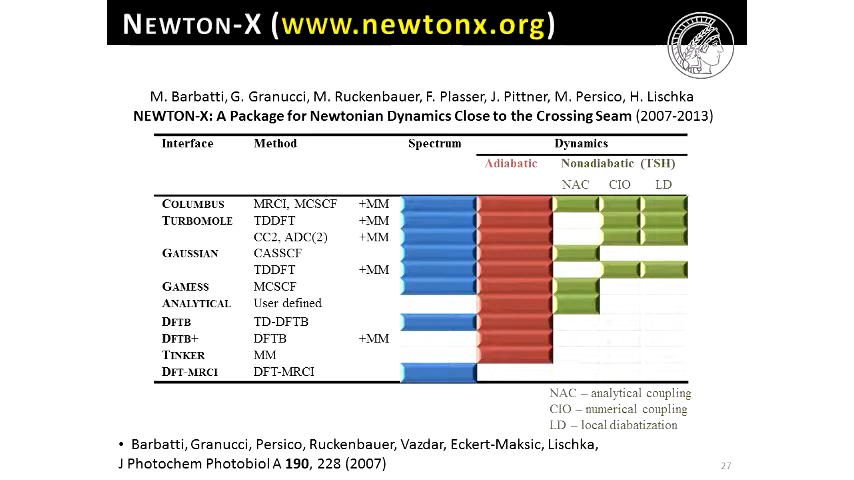 NEWTON-X (www.newtonx.org)
M. Barbatti, G. Granucci, M. Ruckenbauer, F. Plasser, J. Pittner, M. Persico, H. Lischka
NEWTON-X: A Package for Newtonian Dynamics Close to the Crossing Seam (2007-2013)
Interface Method Spectrum Dynamics
Adiabatic Nonadiabatic (TSH)
NAC CIO LD
COLUMBUS MRCI, MCSCF +MM
TURBOMOLE TDDFT +MM
CC2, ADC(2) +MM
GAUSSIAN CASSCF
TDDFT +MM
GAMESS MCSCF
ANALYTICAL User defined
DFTB TD-DFTB
DFTB+ DFTB +MM
TINKER MM
DFT-MRCI DFT-MRCI
NAC – analytical coupling
CIO – numerical coupling
LD – local diabatization
• Barbatti, Granucci, Persico, Ruckenbauer, Vazdar, Eckert-Maksic, Lischka,
J Photochem Photobiol A 190, 228 (2007)
27